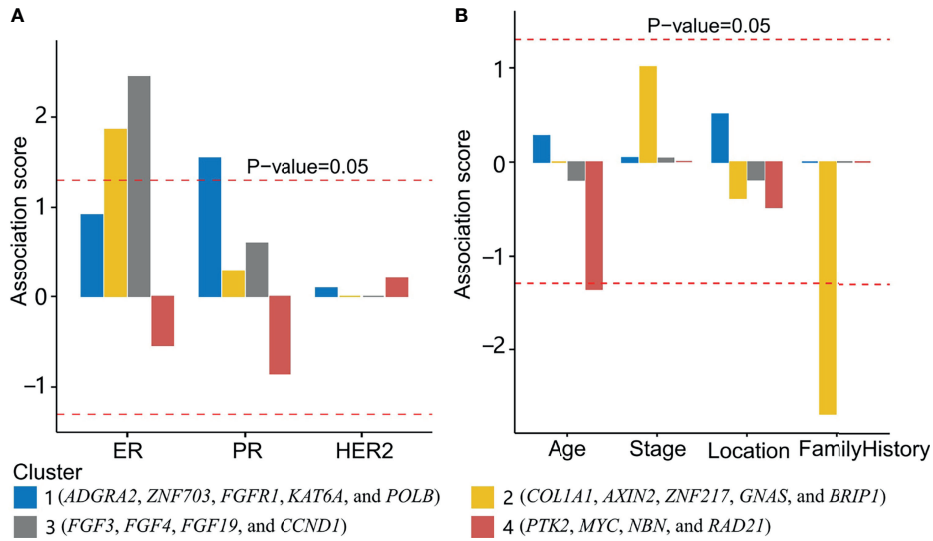 A
B
Association score
2
1
0
−1
P−value=0.05
ER
PR
HER2
Association score
1
0
−1
−2
P−value=0.05
Age
Stage
Location
FamilyHistory
Cluster
1 (ADGRA2, ZNF703, FGFR1, KAT6A, and POLB)
2 (COL1A1, AXIN2, ZNF217, GNAS, and BRIP1)
3 (FGF3, FGF4, FGF19, and CCND1)
4 (PTK2, MYC, NBN, and RAD21)